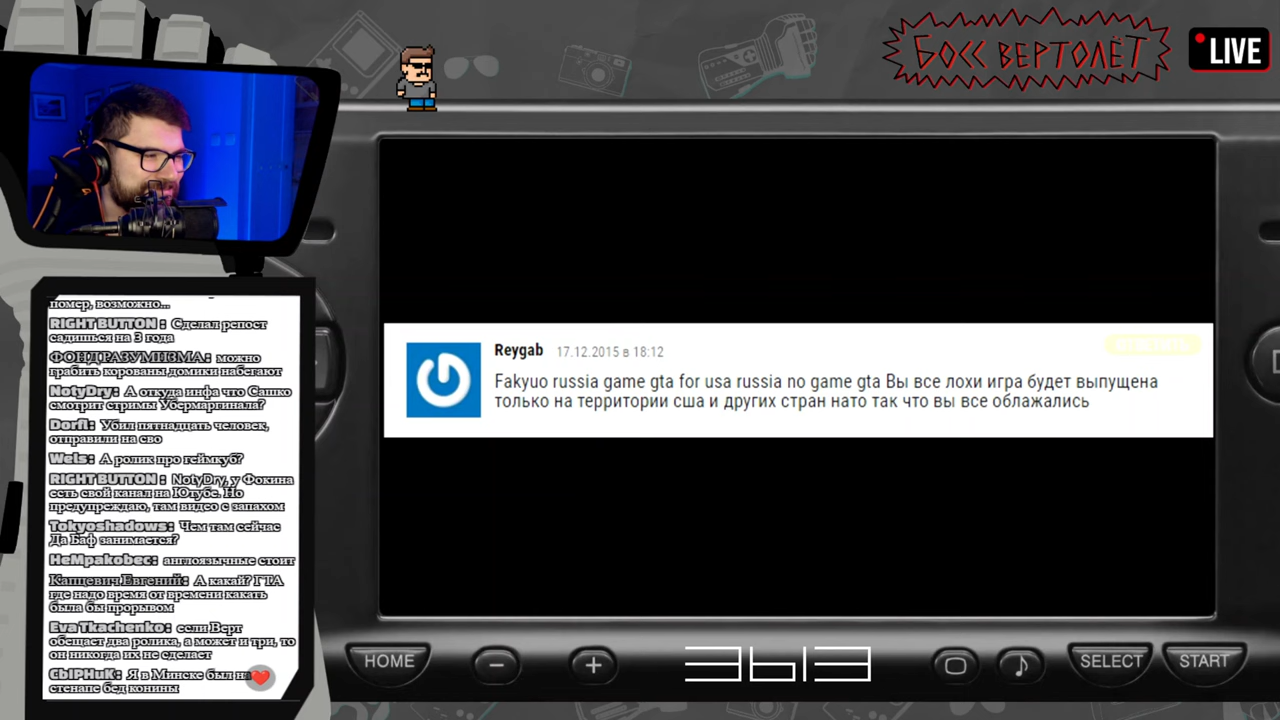 БОСС ВЕРТОЛЁТ
LIVE
помер, возможно...
RIGHT BUTTON : Сделал репост
садишься на 3 года
ФОНДРАЗУМИЗМА: можно
грабить корованы,домики набегают
NotyDry: А откуда инфа что Сашко
смотрит стримы Убермаргинала?
Dorfl: Убил пятнадцать человек,
отправили на сво
Wels: А ролик про геймкуб?
RIGHT BUTTON : NotyDry, у Фокина
есть свой канал на Ютубе. Но
предупреждаю, там видео с запахом
Tokyoshadows: Чем там сейчас
Да Баф занимается?
HeMpakobec: англоязычные стоит
Капцевич Евгений: А какай? ГТА
где надо время от времени какать
была бы прорывом
Eva Tkachenko: если Верт
обещает два ролика, а может и три, то
он никогда их не сделает
CbIPHuK: Я в Минске был на
стенапе бед конины
Reygab 17.12.2015 в 18:12
Fakyuo russia game gta for usa russia no game gta Вы все лохи игра будет выпущена
только на территории сша и других стран нато так что вы все облажались
HOME
SELECT
START